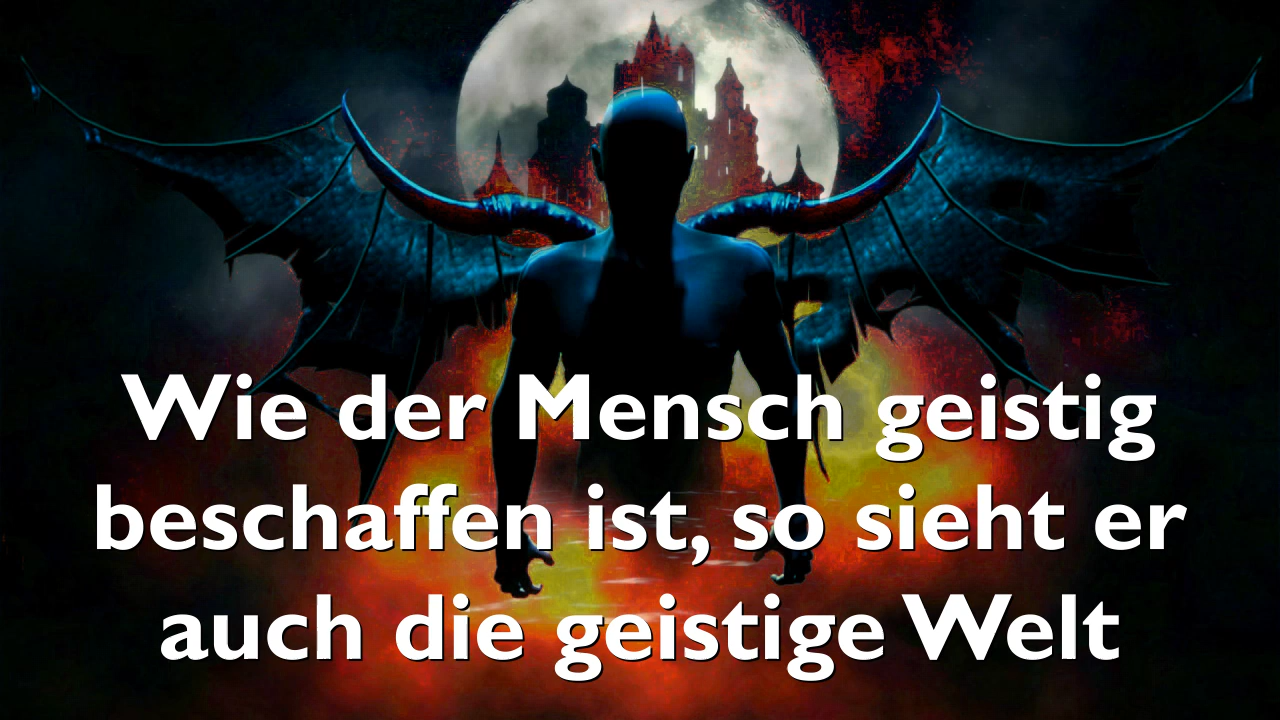 Wie der Mensch geistig
beschaffen ist, so sieht er
auch die geistige Welt